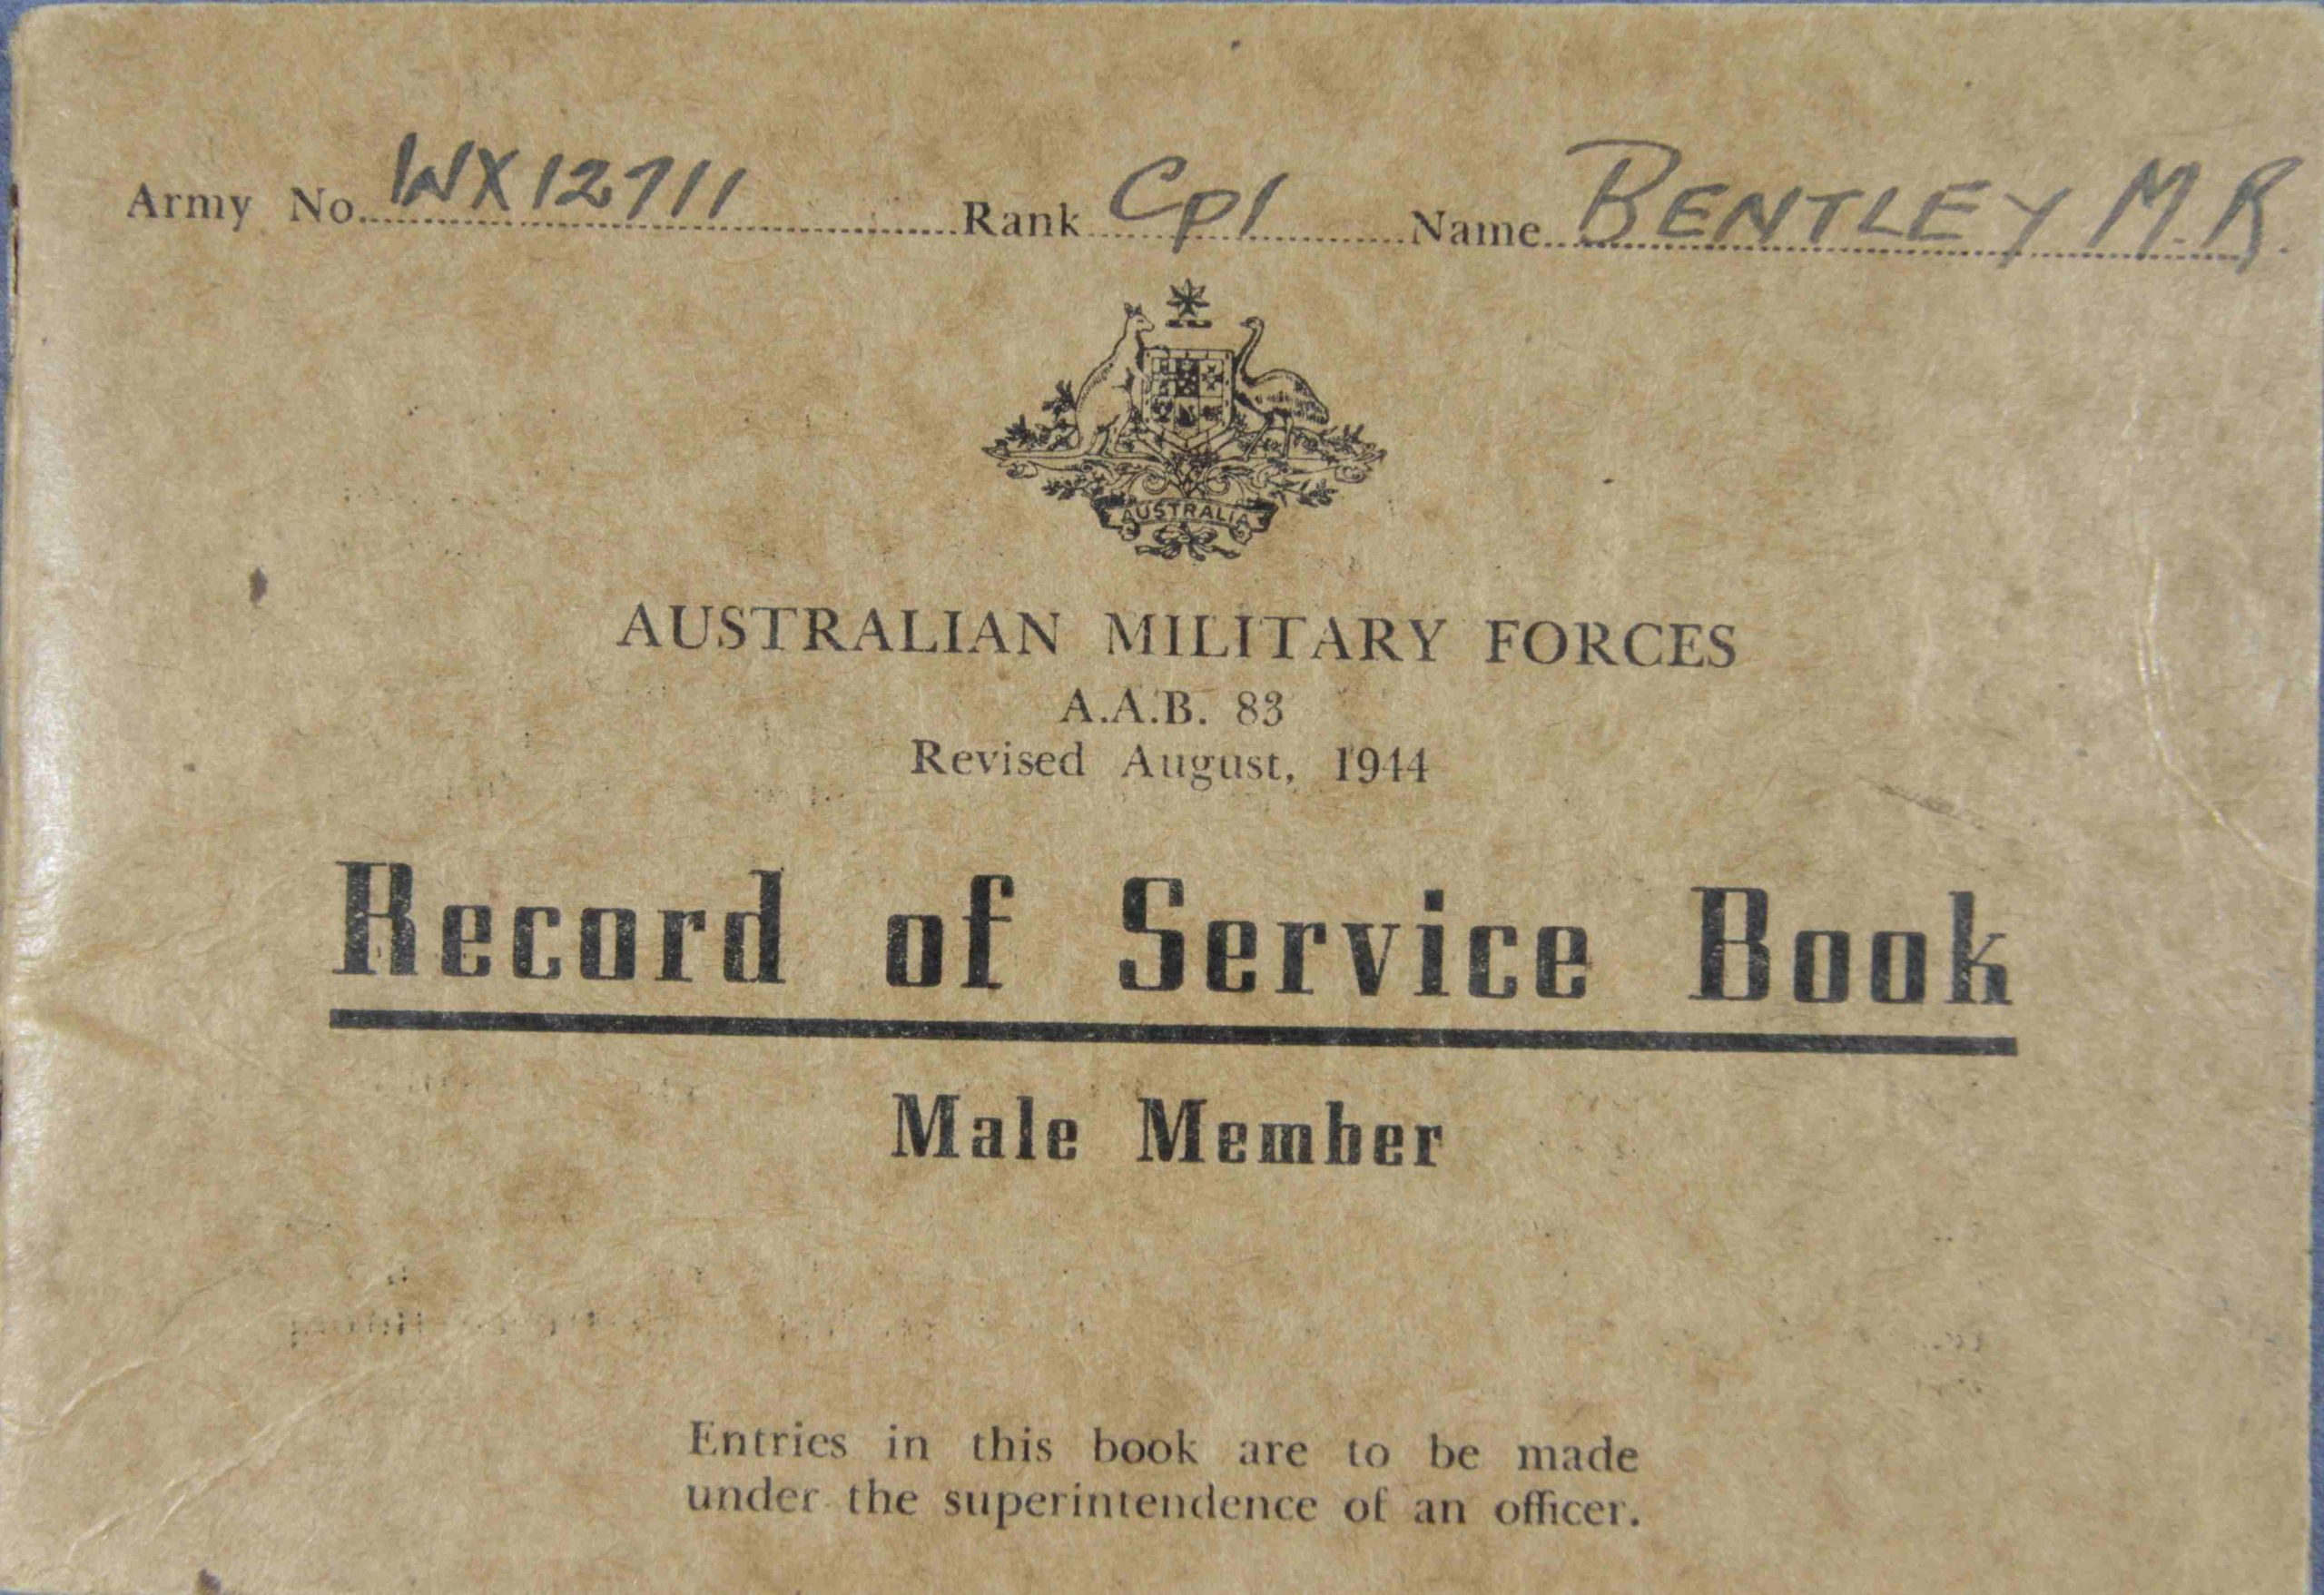 Army No. WX12711 Rank Cpl Name BENTLEY M.R.
AUSTRALIA
AUSTRALIAN MILITARY FORCES
A.A.B. 83
Revised August, 1944
Record of Service Book
Male Member
Entries in this book are to be made
under the superintendence of an officer.